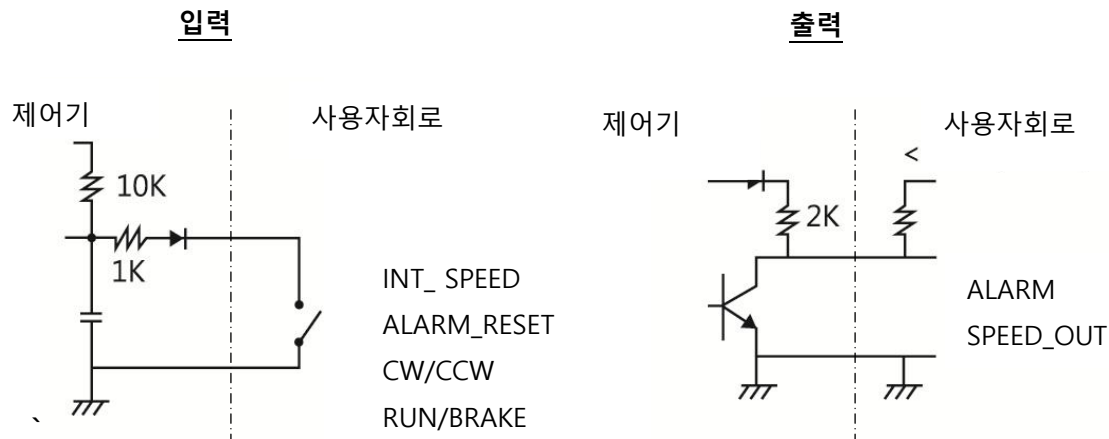 입력
제어기
사용자회로
10K
1K
INT_ SPEED
ALARM_RESET
CW/CCW
RUN/BRAKE
`
출력
제어기
사용자회로
<
2K
ALARM
SPEED_OUT